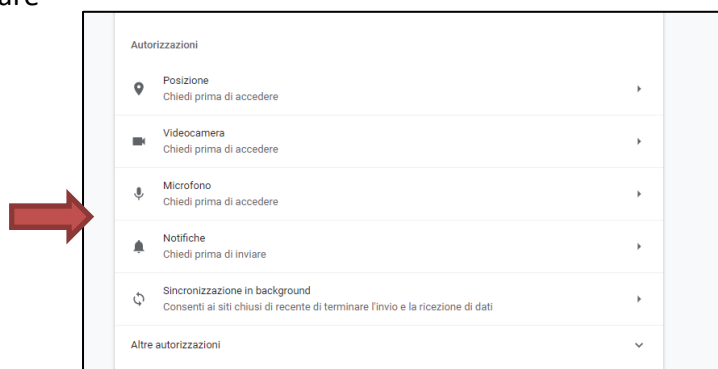 Autorizzazioni
Posizione
Chiedi prima di accedere
Videocamera
Chiedi prima di accedere
Microfono
Chiedi prima di accedere
Notifiche
Chiedi prima di inviare
Sincronizzazione in background
Consenti ai siti chiusi di recente di terminare l'invio e la ricezione di dati
Altre autorizzazioni